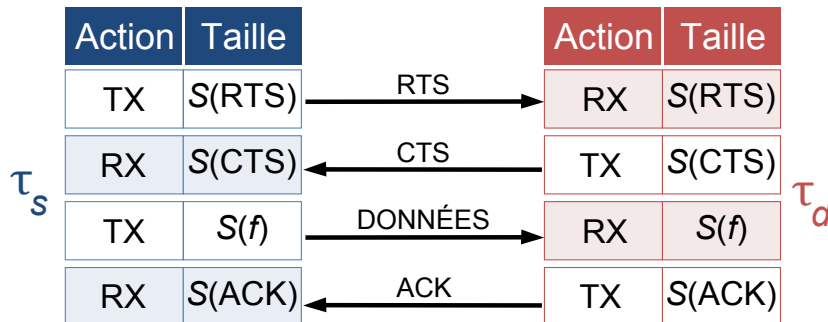 Action Taille Action Taille
TX S(RTS) RTS RX S(RTS)
RX S(CTS) CTS TX S(CTS)
τs τd
TX S(f) DONNÉES RX S(f)
RX S(ACK) ACK TX S(ACK)